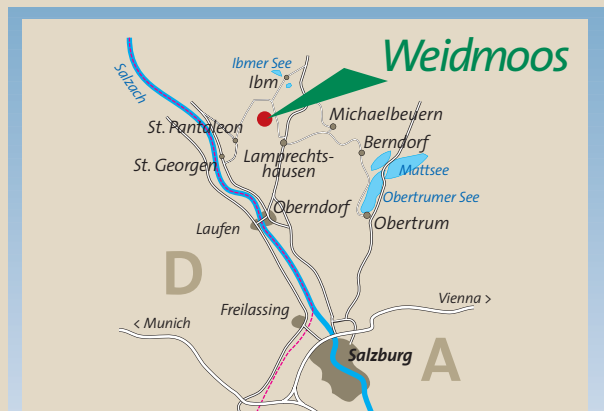 Weidmoos
Ibmer See
Ibm
Salzach
Michaelbeuern
St. Pantaleon
Berndorf
Lamprechts-
hausen
St. Georgen
Mattsee
Obertrumer See
Oberndorf
Obertrum
Laufen
D
Vienna >
Freilassing
< Munich
Salzburg
A